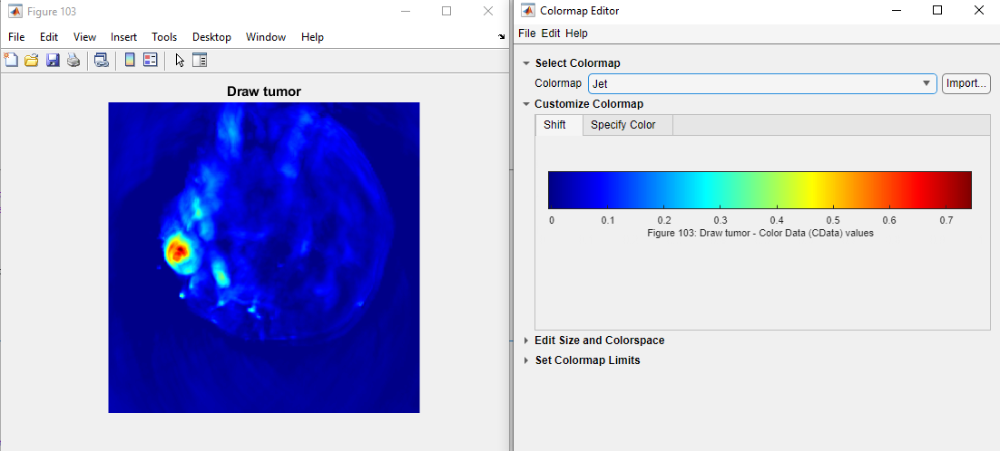 Figure 103
File Edit View Insert Tools Desktop Window Help
Draw tumor
Colormap Editor
File Edit Help
Select Colormap
Colormap Jet Import...
Customize Colormap
Shift Specify Color
0 0.1 0.2 0.3 0.4 0.5 0.6 0.7
Figure 103: Draw tumor - Color Data (CData) values
Edit Size and Colorspace
Set Colormap Limits